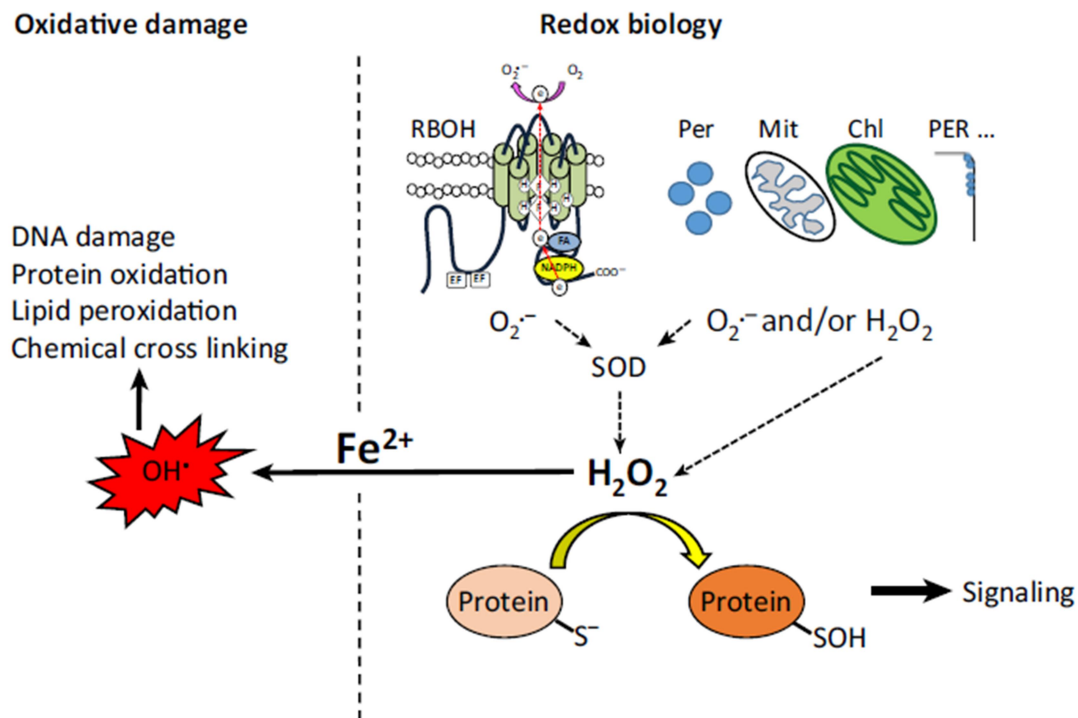 Oxidative damage
Redox biology
O₂·⁻ O₂
e
RBOH
Per Mit Chl PER ...
H H
H H H
e FA
NADPH
COO⁻
EF EF
e
DNA damage
Protein oxidation
Lipid peroxidation
Chemical cross linking
O₂·⁻
O₂·⁻ and/or H₂O₂
SOD
Fe²⁺
OH·
H₂O₂
Protein
S⁻
Protein
SOH
Signaling